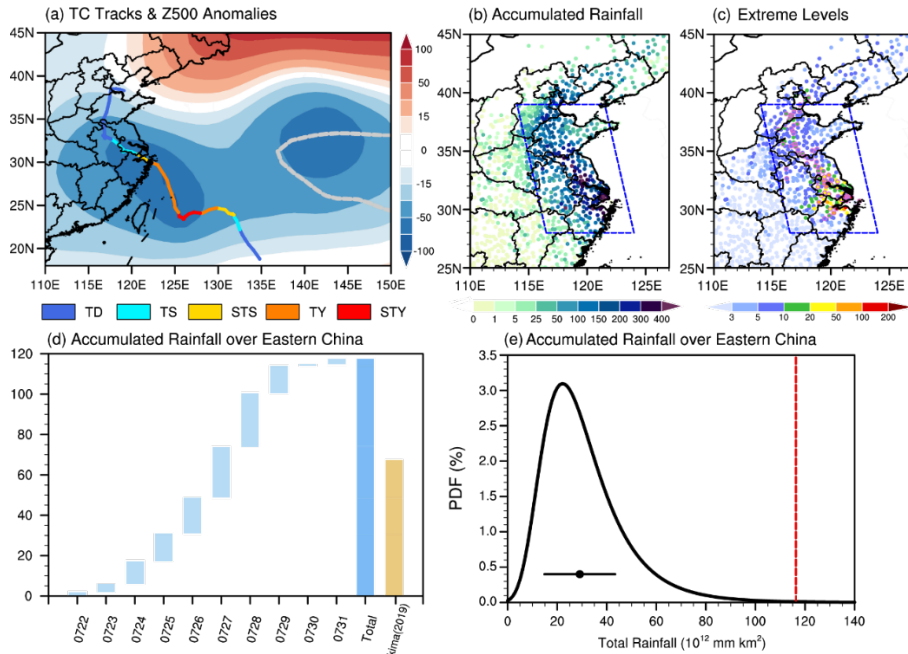 (a) TC Tracks & Z500 Anomalies
45N
40N
35N
30N
25N
20N
110E 115E 120E 125E 130E 135E 140E 145E 150E
100
50
25
15
0
-15
-25
-50
-100
TD TS STS TY STY
(b) Accumulated Rainfall
45N
40N
35N
30N
25N
110E 115E 120E 125E
0 1 5 25 50 100 150 200 300 400
(c) Extreme Levels
45N
40N
35N
30N
25N
110E 115E 120E 125E
3 5 10 20 50 100 200
(d) Accumulated Rainfall over Eastern China
120
100
80
60
40
20
0
0722 0723 0724 0725 0726 0727 0728 0729 0730 0731 Total kima(2019)
(e) Accumulated Rainfall over Eastern China
PDF (%)
3.5
3.0
2.5
2.0
1.5
1.0
0.5
0.0
0 20 40 60 80 100 120 140
Total Rainfall (10¹² mm km²)